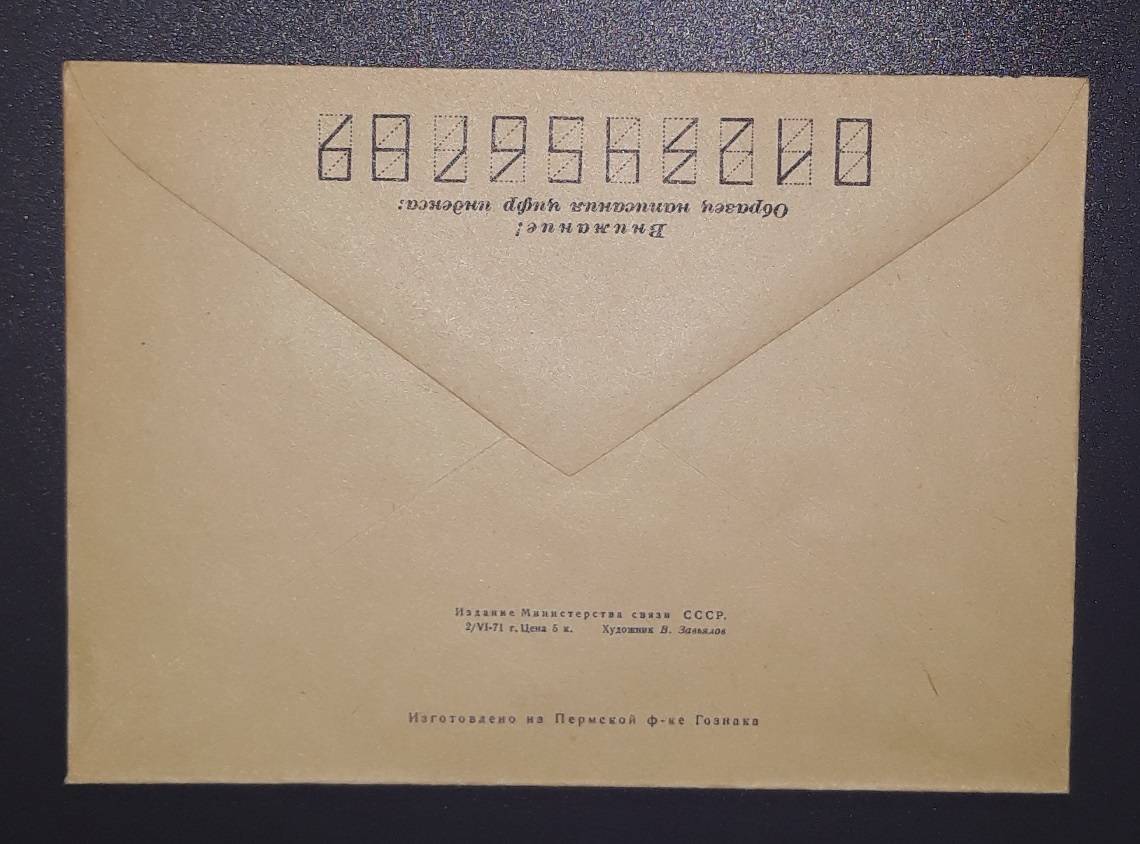 Внимание!
Образец написания цифр индекса:
0123456789
Издание Министерства связи СССР.
2/VI-71 г. Цена 5 к. Художник В. Завьялов
Изготовлено на Пермской ф-ке Гознака